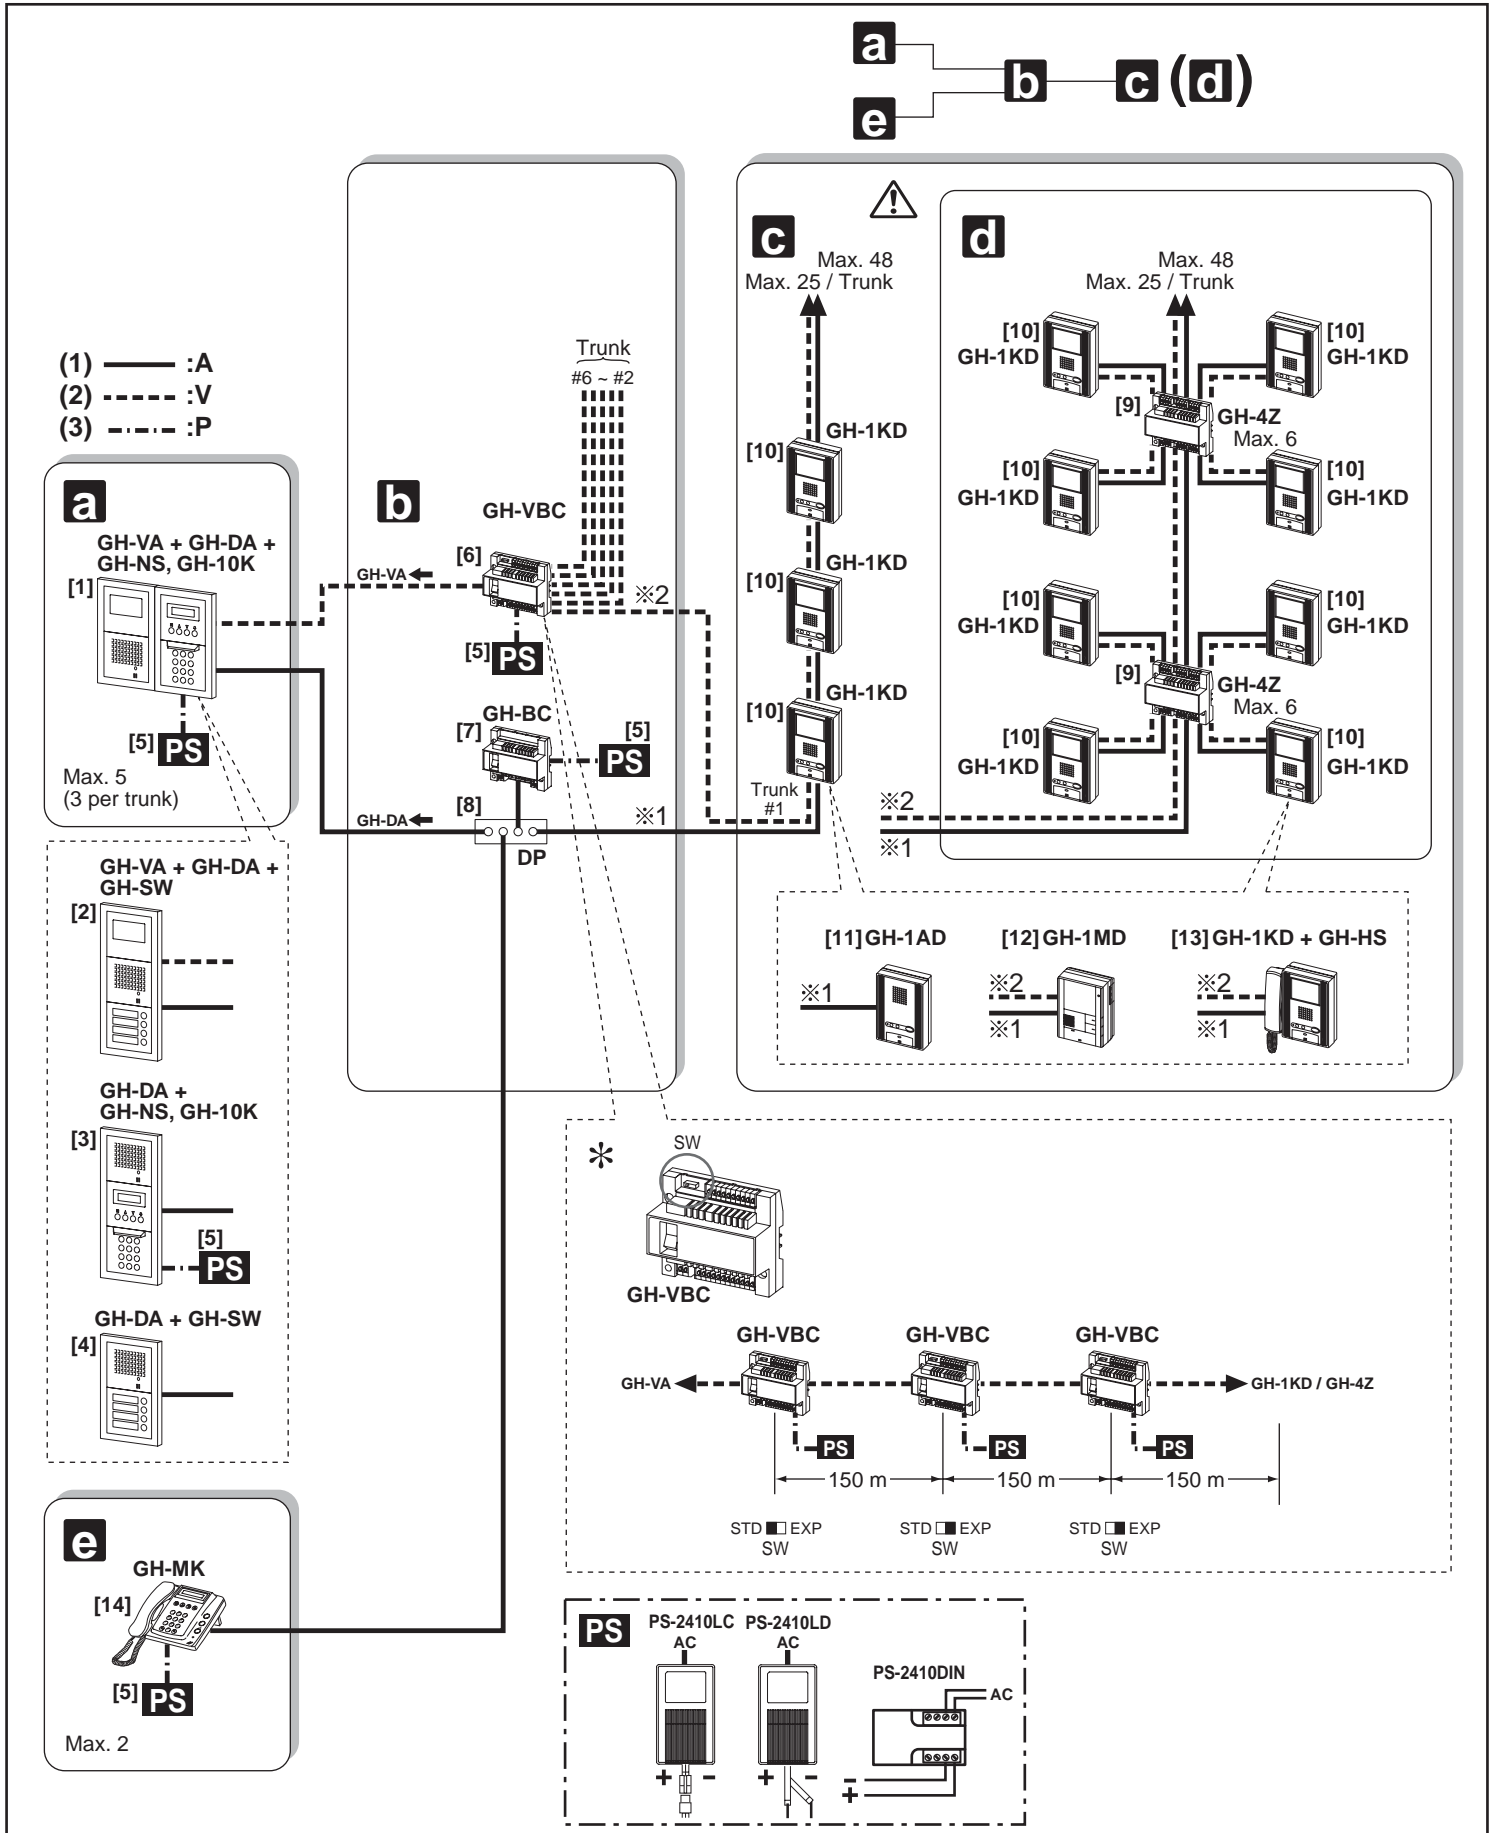 a
b
c (d)
e
(1) :A
(2) :V
(3) :P
a
GH-VA + GH-DA +
GH-NS, GH-10K
[1]
[5] PS
Max. 5
(3 per trunk)
GH-VA + GH-DA +
GH-SW
[2]
GH-DA +
GH-NS, GH-10K
[3]
[5]
PS
GH-DA + GH-SW
[4]
e
GH-MK
[14]
[5] PS
Max. 2
b
Trunk
#6 ~ #2
GH-VBC
[6]
GH-VA
※2
[5] PS
GH-BC
[7]
[5]
PS
[8]
GH-DA
※1
DP
c
Max. 48
Max. 25 / Trunk
GH-1KD
[10]
GH-1KD
[10]
GH-1KD
[10]
Trunk
#1
d
Max. 48
Max. 25 / Trunk
[10]
GH-1KD
[10]
GH-1KD
[9]
GH-4Z
Max. 6
[10]
GH-1KD
[10]
GH-1KD
[10]
GH-1KD
[10]
GH-1KD
[9]
GH-4Z
Max. 6
[10]
GH-1KD
[10]
GH-1KD
※2
※1
[11] GH-1AD
※1
[12] GH-1MD
※2
※1
[13] GH-1KD + GH-HS
※2
※1
*
SW
GH-VBC
GH-VBC GH-VBC GH-VBC
GH-VA GH-1KD / GH-4Z
PS PS PS
150 m 150 m 150 m
STD EXP STD EXP STD EXP
SW SW SW
PS
PS-2410LC PS-2410LD
AC AC
+ - + -
PS-2410DIN
AC
-
+